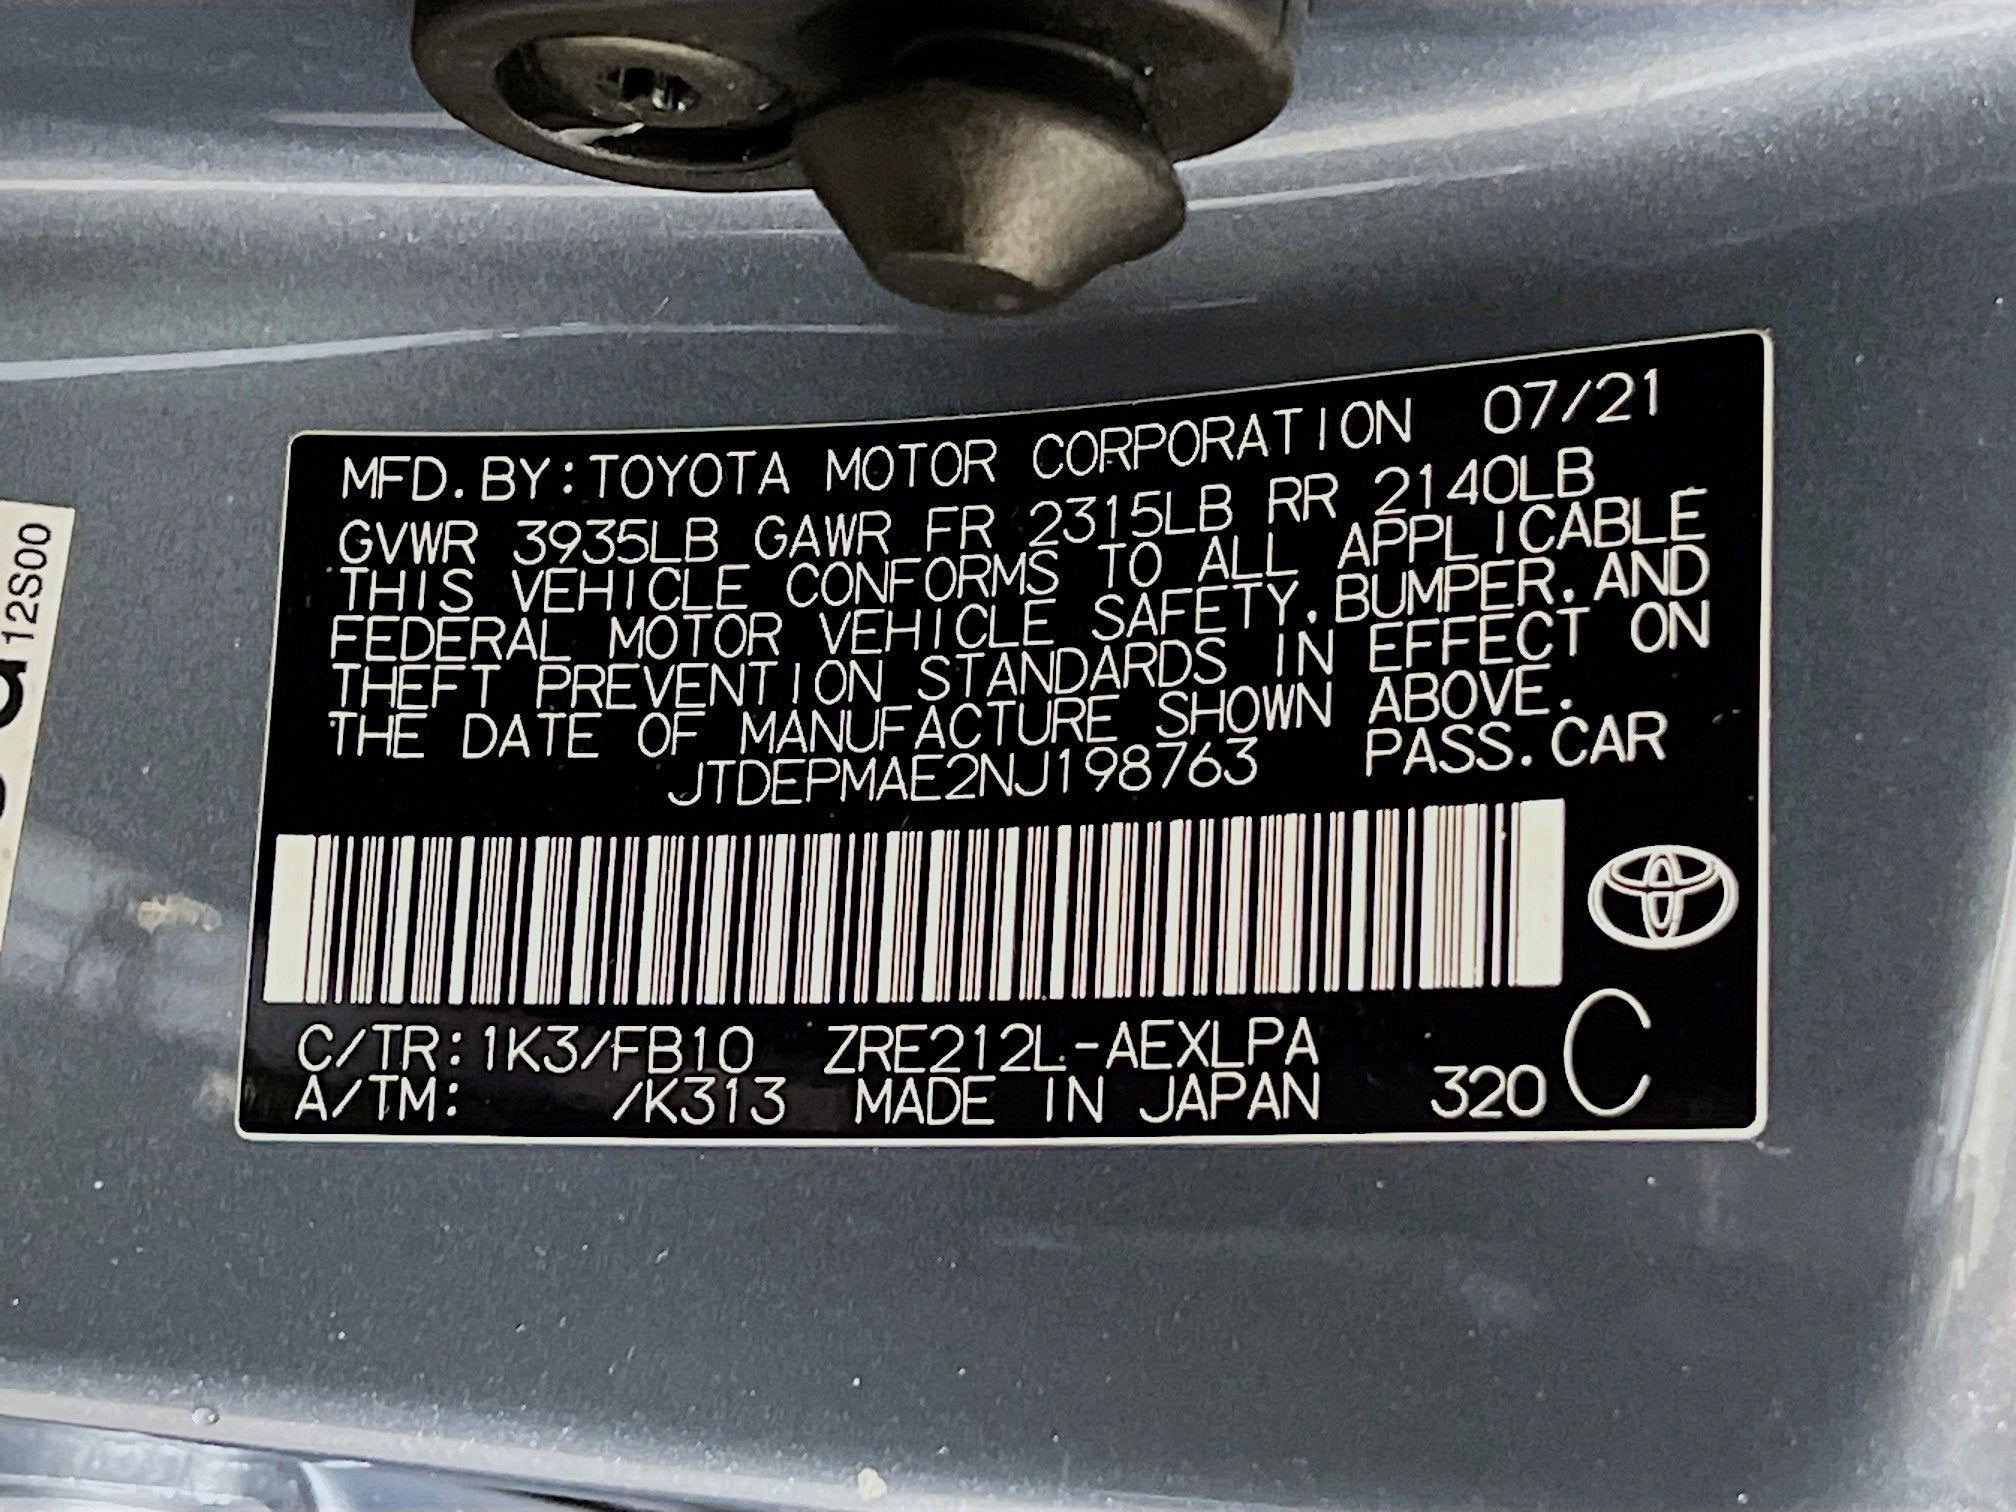 MFD. BY: TOYOTA MOTOR CORPORATION 07/21
GVWR 3935LB GAWR FR 2315LB RR 2140LB
THIS VEHICLE CONFORMS TO ALL APPLICABLE
FEDERAL MOTOR VEHICLE SAFETY, BUMPER, AND
THEFT PREVENTION STANDARDS IN EFFECT ON
THE DATE OF MANUFACTURE SHOWN ABOVE.
JTDEPMAE2NJ198763 PASS. CAR
C/TR: 1K3/FB10 ZRE212L-AEXLPA
A/TM: /K313 MADE IN JAPAN 320 C
12S00